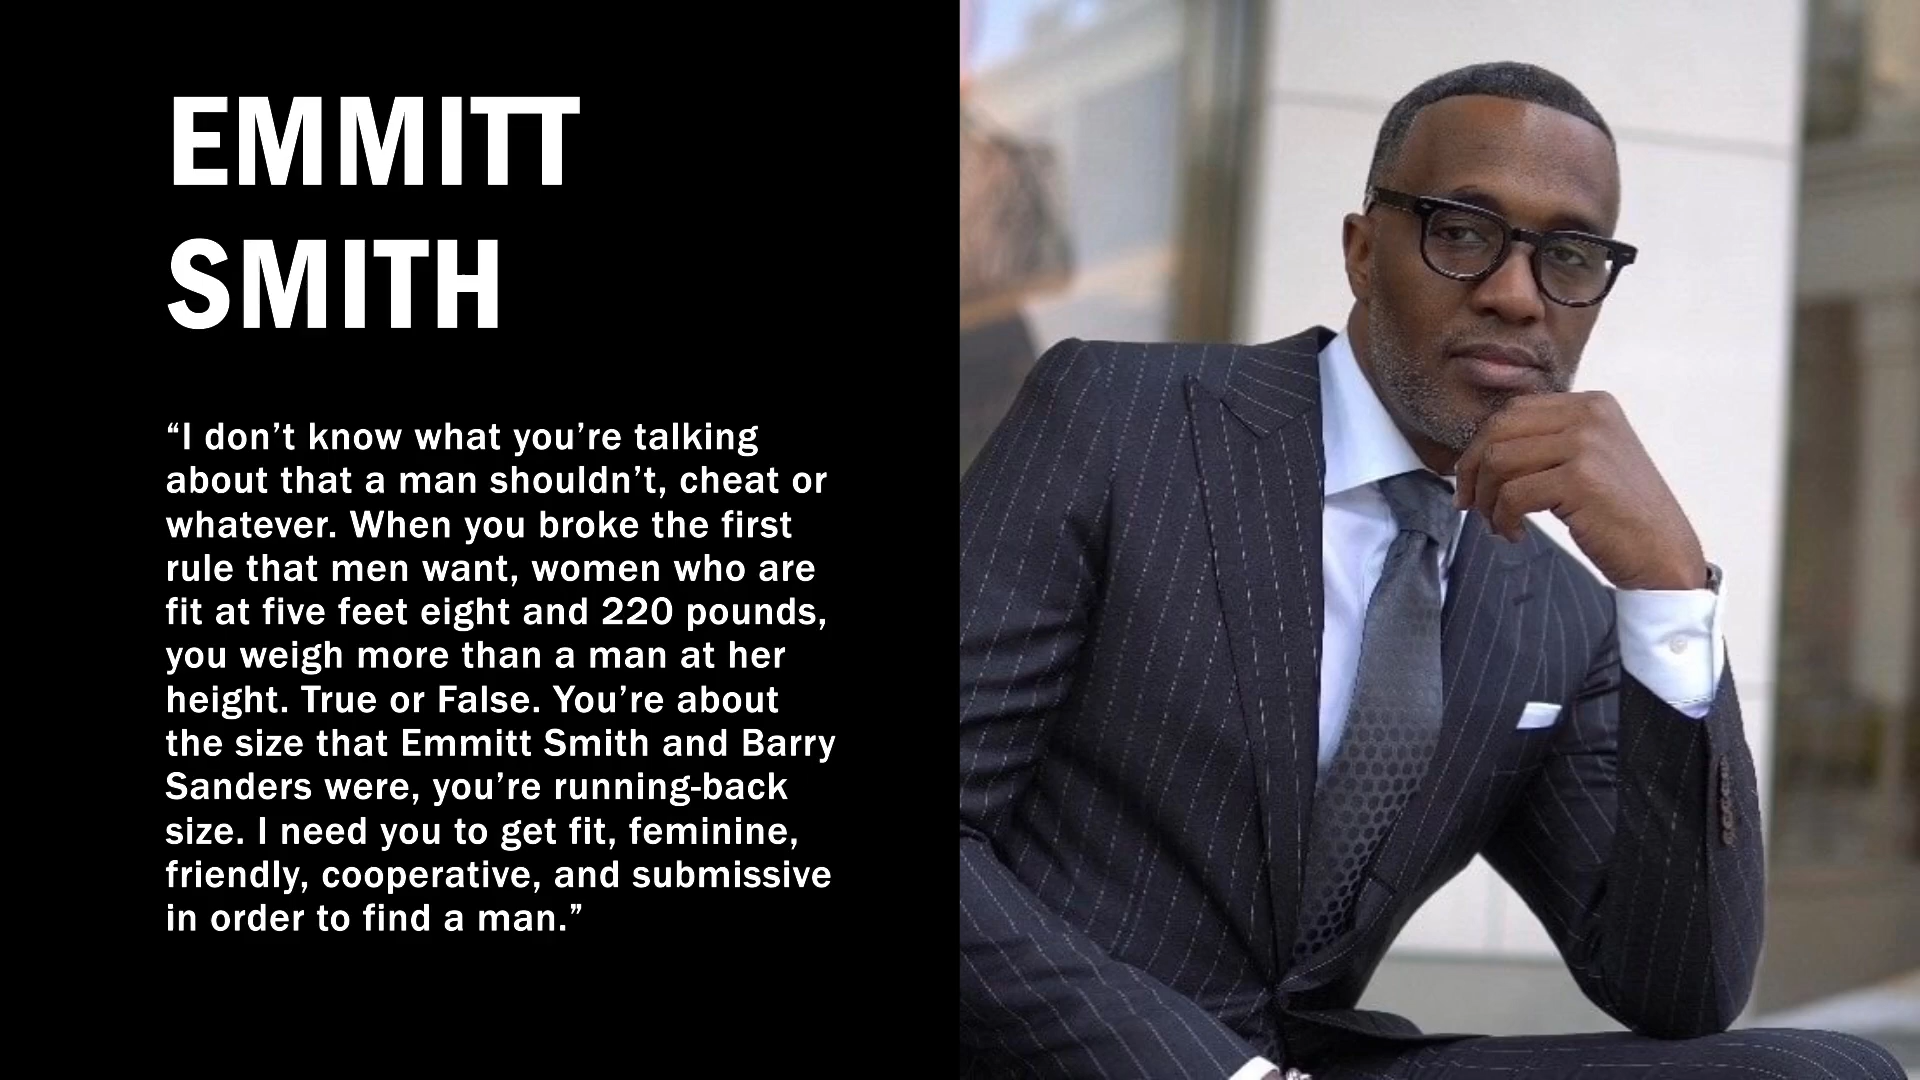 EMMITT
SMITH
“I don’t know what you’re talking
about that a man shouldn’t, cheat or
whatever. When you broke the first
rule that men want, women who are
fit at five feet eight and 220 pounds,
you weigh more than a man at her
height. True or False. You’re about
the size that Emmitt Smith and Barry
Sanders were, you’re running-back
size. I need you to get fit, feminine,
friendly, cooperative, and submissive
in order to find a man.”